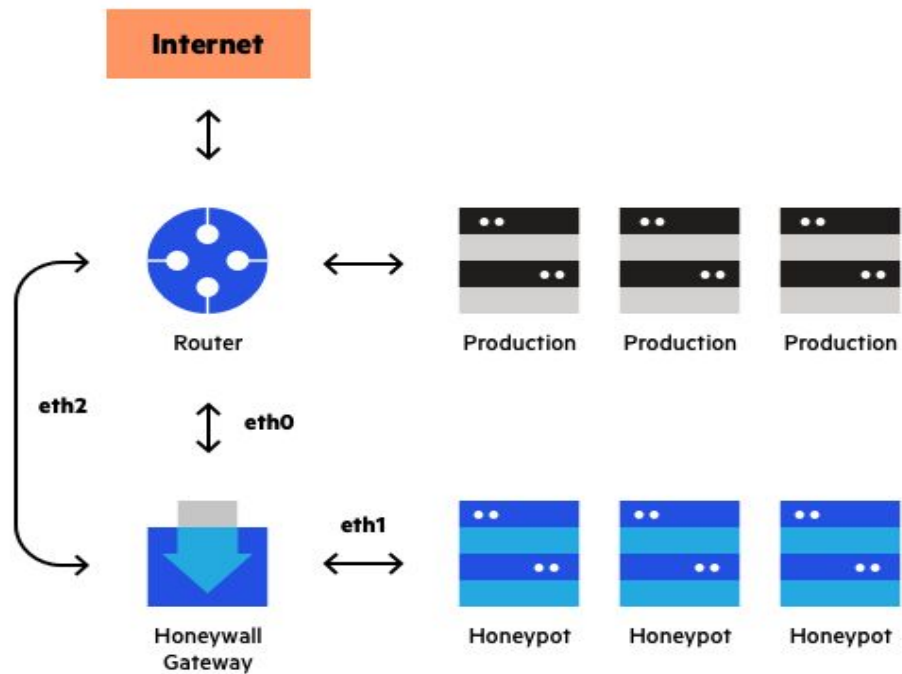 Internet
Router
Production
Production
Production
eth2
eth0
eth1
Honeywall
Gateway
Honeypot
Honeypot
Honeypot